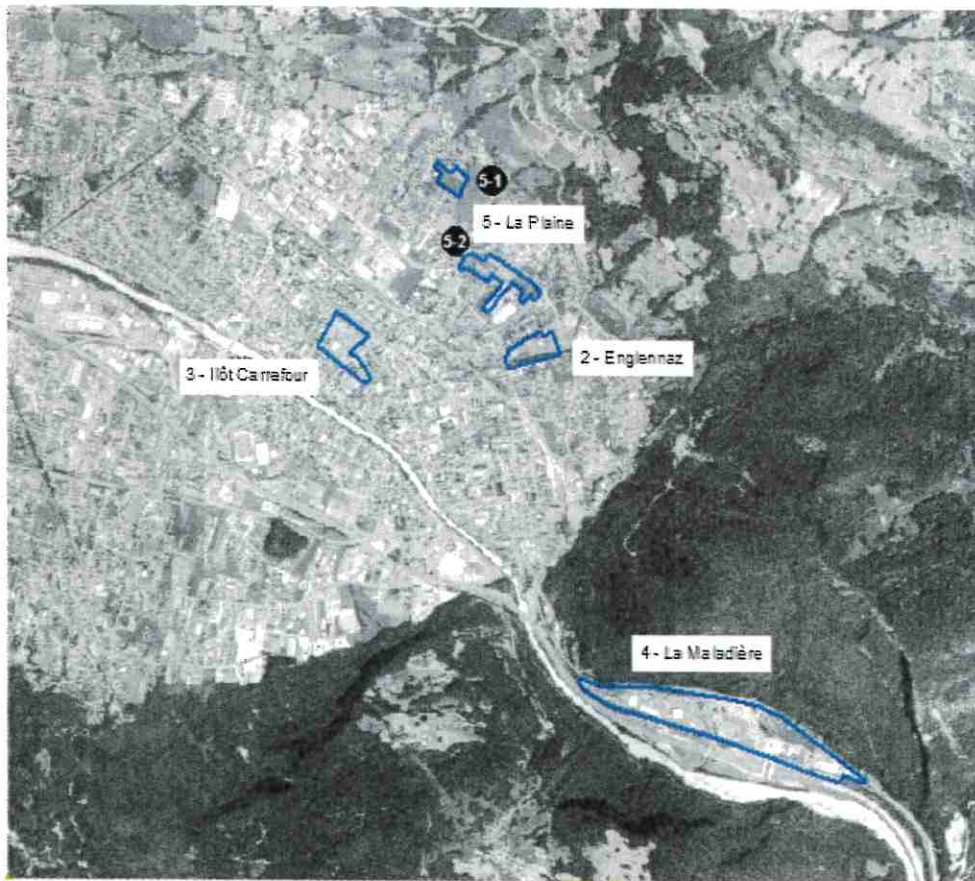 5-1
5 - La Plaine
5-2
2 - Englennaz
3 - Ilôt Carrefour
4 - La Maladière